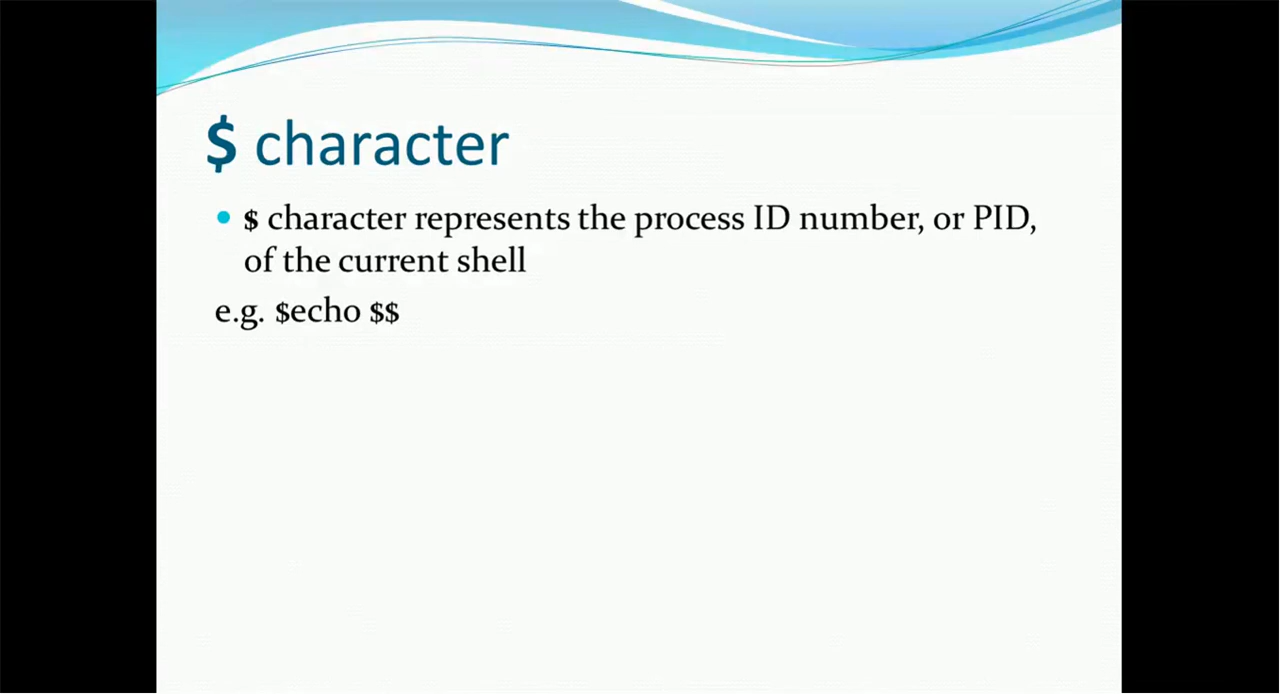 $ character
• $ character represents the process ID number, or PID,
of the current shell
e.g. $echo $$